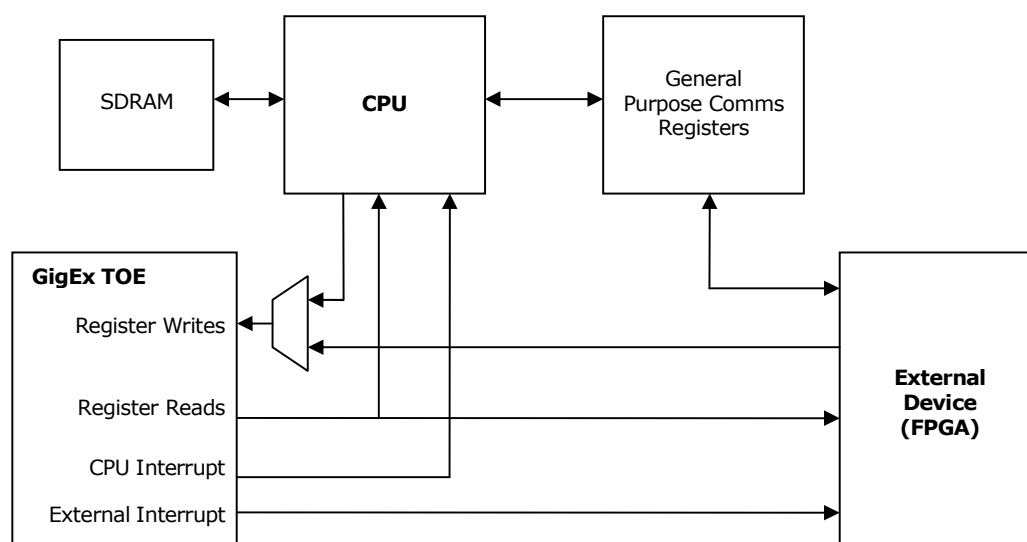 SDRAM
CPU
General
Purpose Comms
Registers
GigEx TOE
Register Writes
Register Reads
CPU Interrupt
External Interrupt
External
Device
(FPGA)